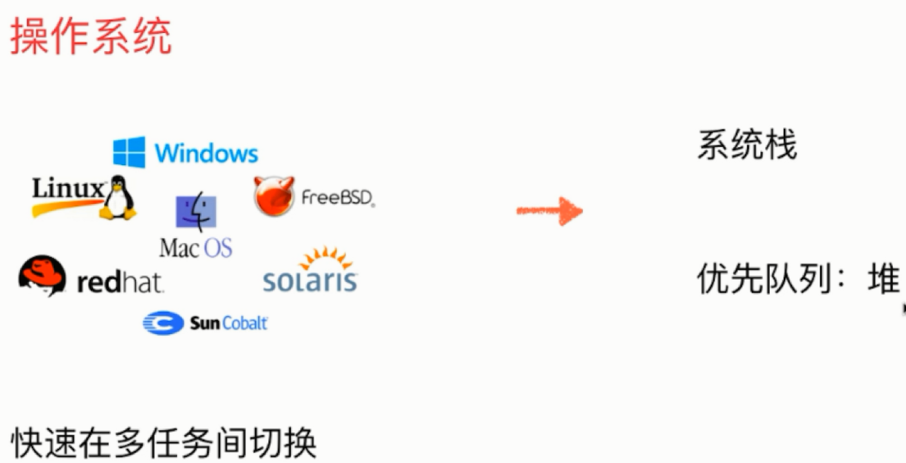 操作系统
Windows
Linux
FreeBSD
Mac OS
redhat.
solaris
Sun Cobalt
系统栈
优先队列：堆
快速在多任务间切换